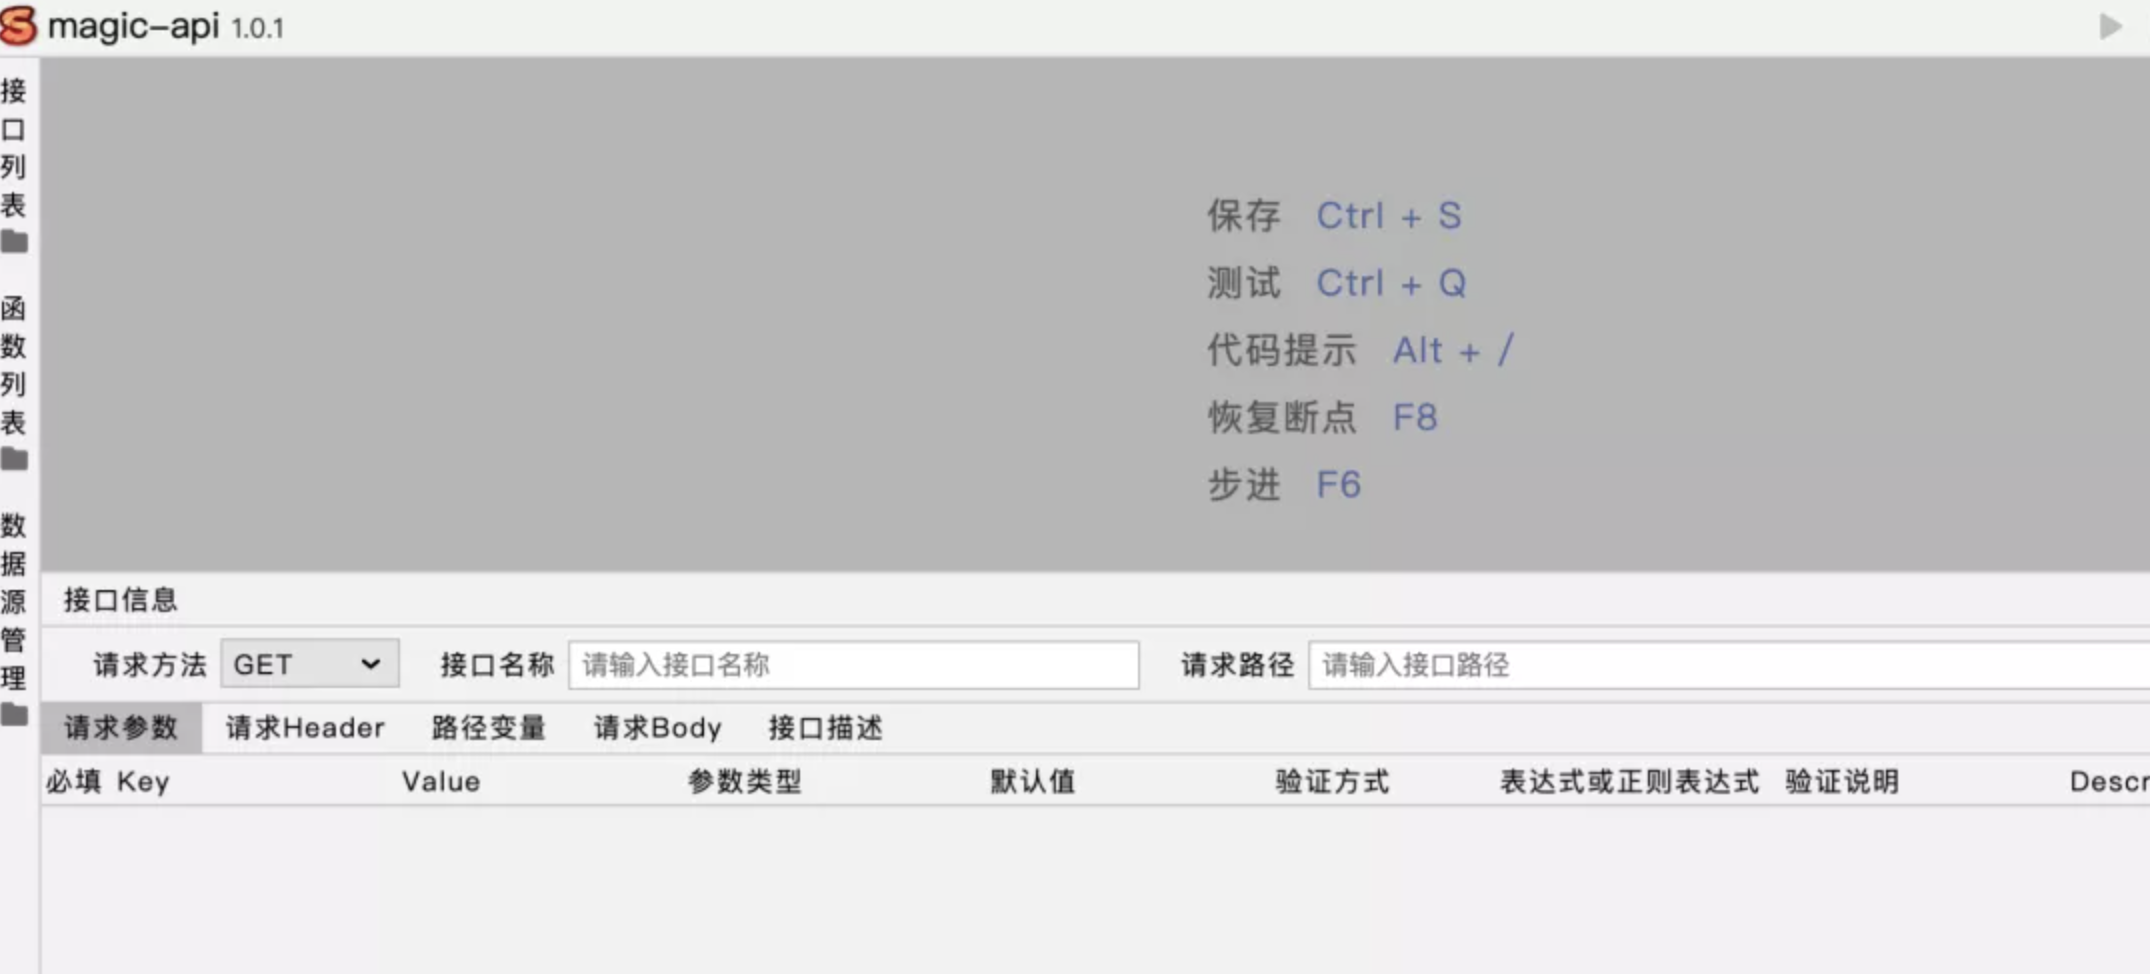 magic-api 1.0.1
接口列表
函数列表
数据源管理
保存 Ctrl + S
测试 Ctrl + Q
代码提示 Alt + /
恢复断点 F8
步进 F6
接口信息
请求方法 GET 接口名称 请输入接口名称 请求路径 请输入接口路径
请求参数 请求Header 路径变量 请求Body 接口描述
必填 Key Value 参数类型 默认值 验证方式 表达式或正则表达式 验证说明 Descr